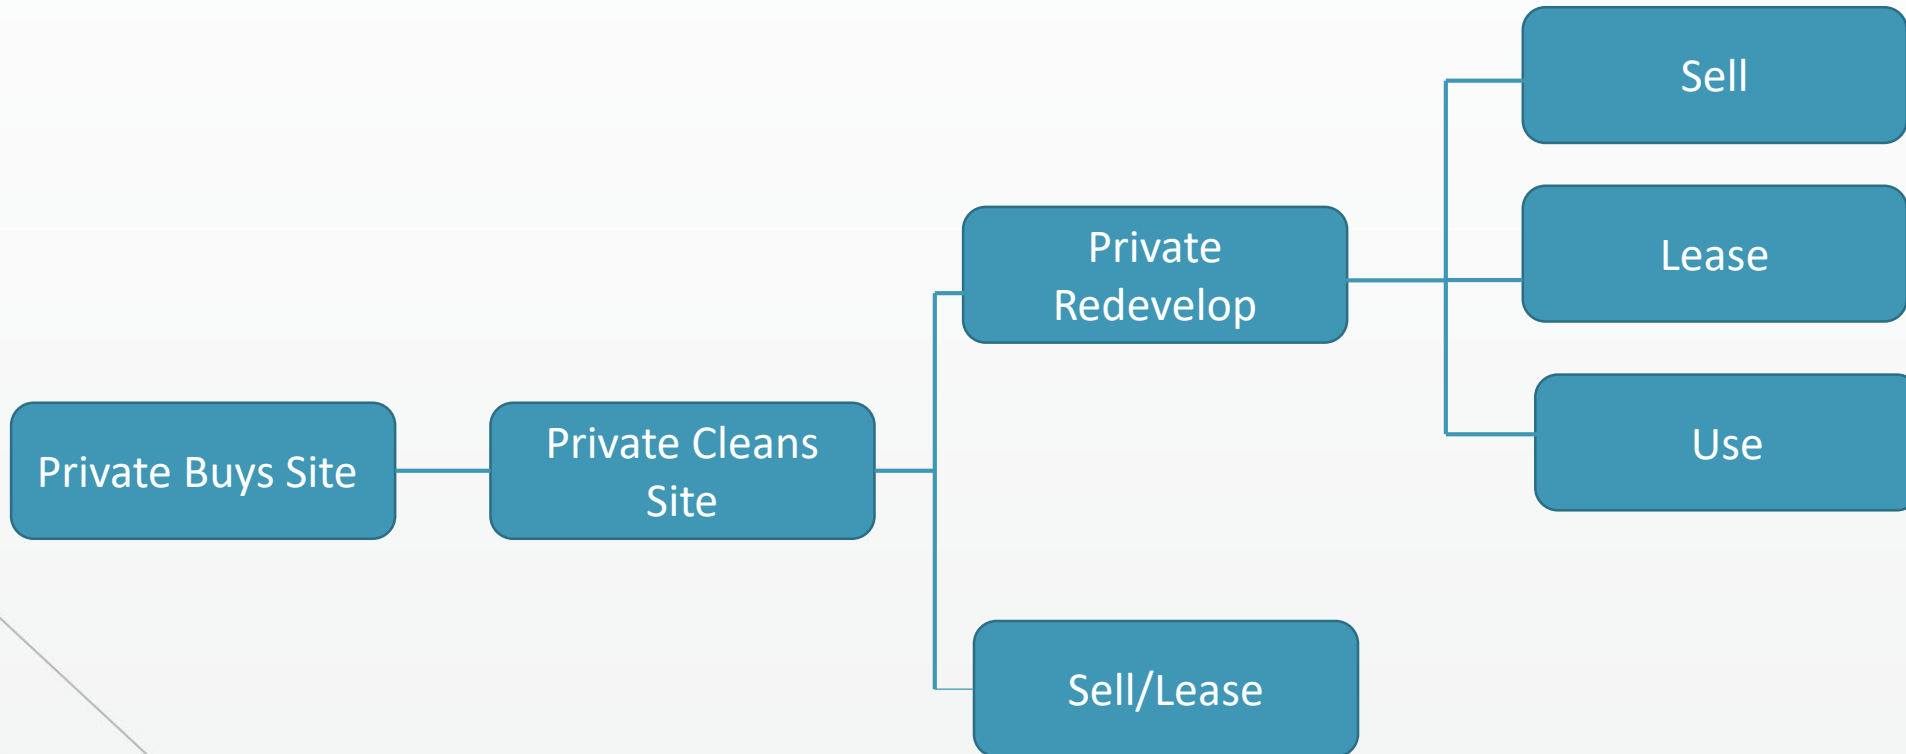 Private Buys Site
Private Cleans
Site
Private
Redevelop
Sell/Lease
Sell
Lease
Use